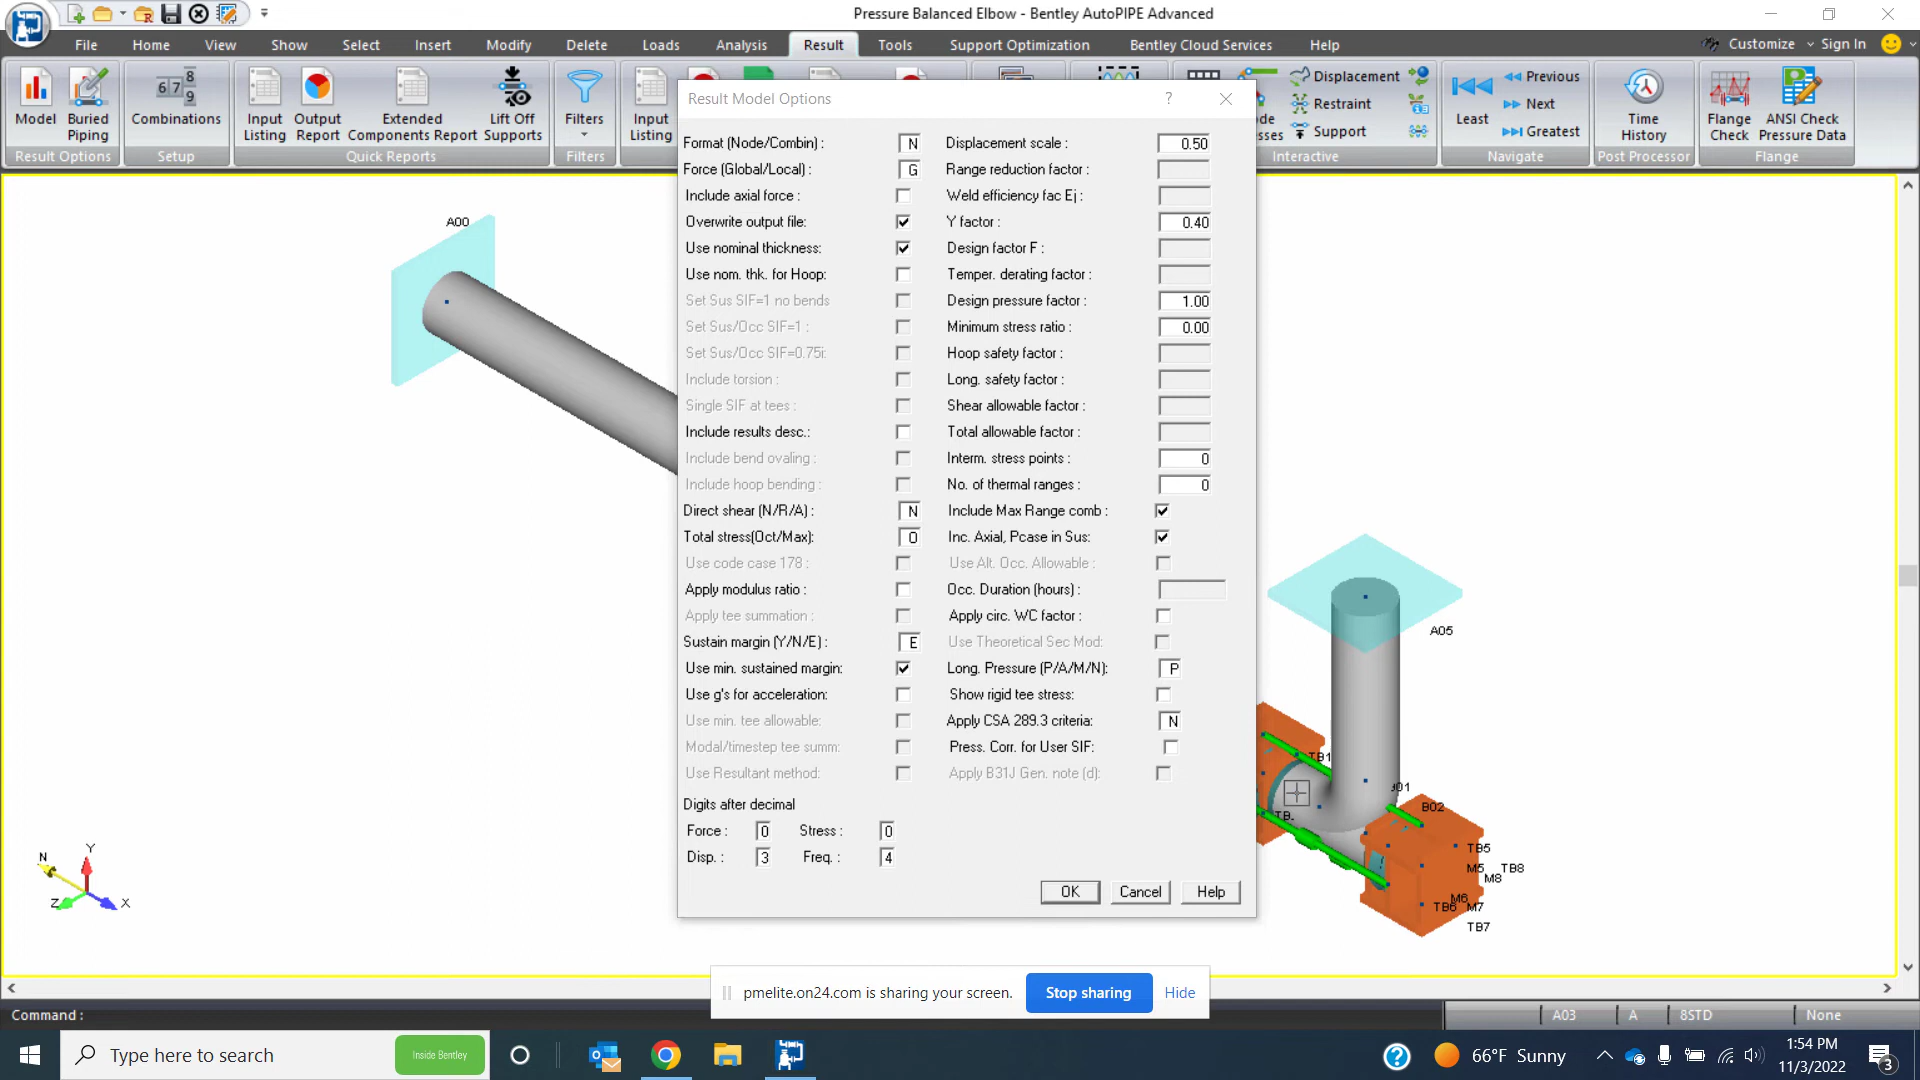 Pressure Balanced Elbow - Bentley AutoPIPE Advanced
File Home View Show Select Insert Modify Delete Loads Analysis Result Tools Support Optimization Bentley Cloud Services Help
Customize Sign In
Model
Buried Piping
Result Options
Combinations
Setup
Input Listing
Output Report
Extended Components Report
Lift Off Supports
Quick Reports
Filters
Filters
Input Listing
Displacement
Restraint
Support
Interactive
Least
Previous
Next
Greatest
Navigate
Time History
Post Processor
Flange Check
ANSI Check Pressure Data
Flange
Result Model Options ?
Format (Node/Combin) : N Displacement scale : 0.50
Force (Global/Local) : G Range reduction factor :
Include axial force : Weld efficiency fac Ej :
Overwrite output file: Y factor : 0.40
Use nominal thickness: Design factor F :
Use nom. thk. for Hoop: Temper. derating factor :
Set Sus SIF=1 no bends Design pressure factor : 1.00
Set Sus/Occ SIF=1 : Minimum stress ratio : 0.00
Set Sus/Occ SIF=0.75i: Hoop safety factor :
Include torsion : Long. safety factor :
Single SIF at tees : Shear allowable factor :
Include results desc.: Total allowable factor :
Include bend ovaling : Interm. stress points : 0
Include hoop bending : No. of thermal ranges : 0
Direct shear (N/R/A) : N Include Max Range comb :
Total stress(Oct/Max): O Inc. Axial, Pcase in Sus:
Use code case 178 : Use Alt. Occ. Allowable :
Apply modulus ratio : Occ. Duration (hours) :
Apply tee summation : Apply circ. WC factor :
Sustain margin (Y/N/E) : E Use Theoretical Sec Mod:
Use min. sustained margin: Long. Pressure (P/A/M/N): P
Use g's for acceleration: Show rigid tee stress:
Use min. tee allowable: Apply CSA 289.3 criteria: N
Modal/timestep tee summ: Press. Corr. for User SIF:
Use Resultant method: Apply B31J Gen. note (d):
Digits after decimal
Force : 0 Stress : 0
Disp. : 3 Freq. : 4
OK Cancel Help
A00
A05
TB1
B02
TB5
M5 TB8
M8
M6
TB6 M7
TB7
N Y Z X
pmelite.on24.com is sharing your screen. Stop sharing Hide
Command : A03 A 8STD None
Type here to search Inside Bentley
66°F Sunny
1:54 PM
11/3/2022
3